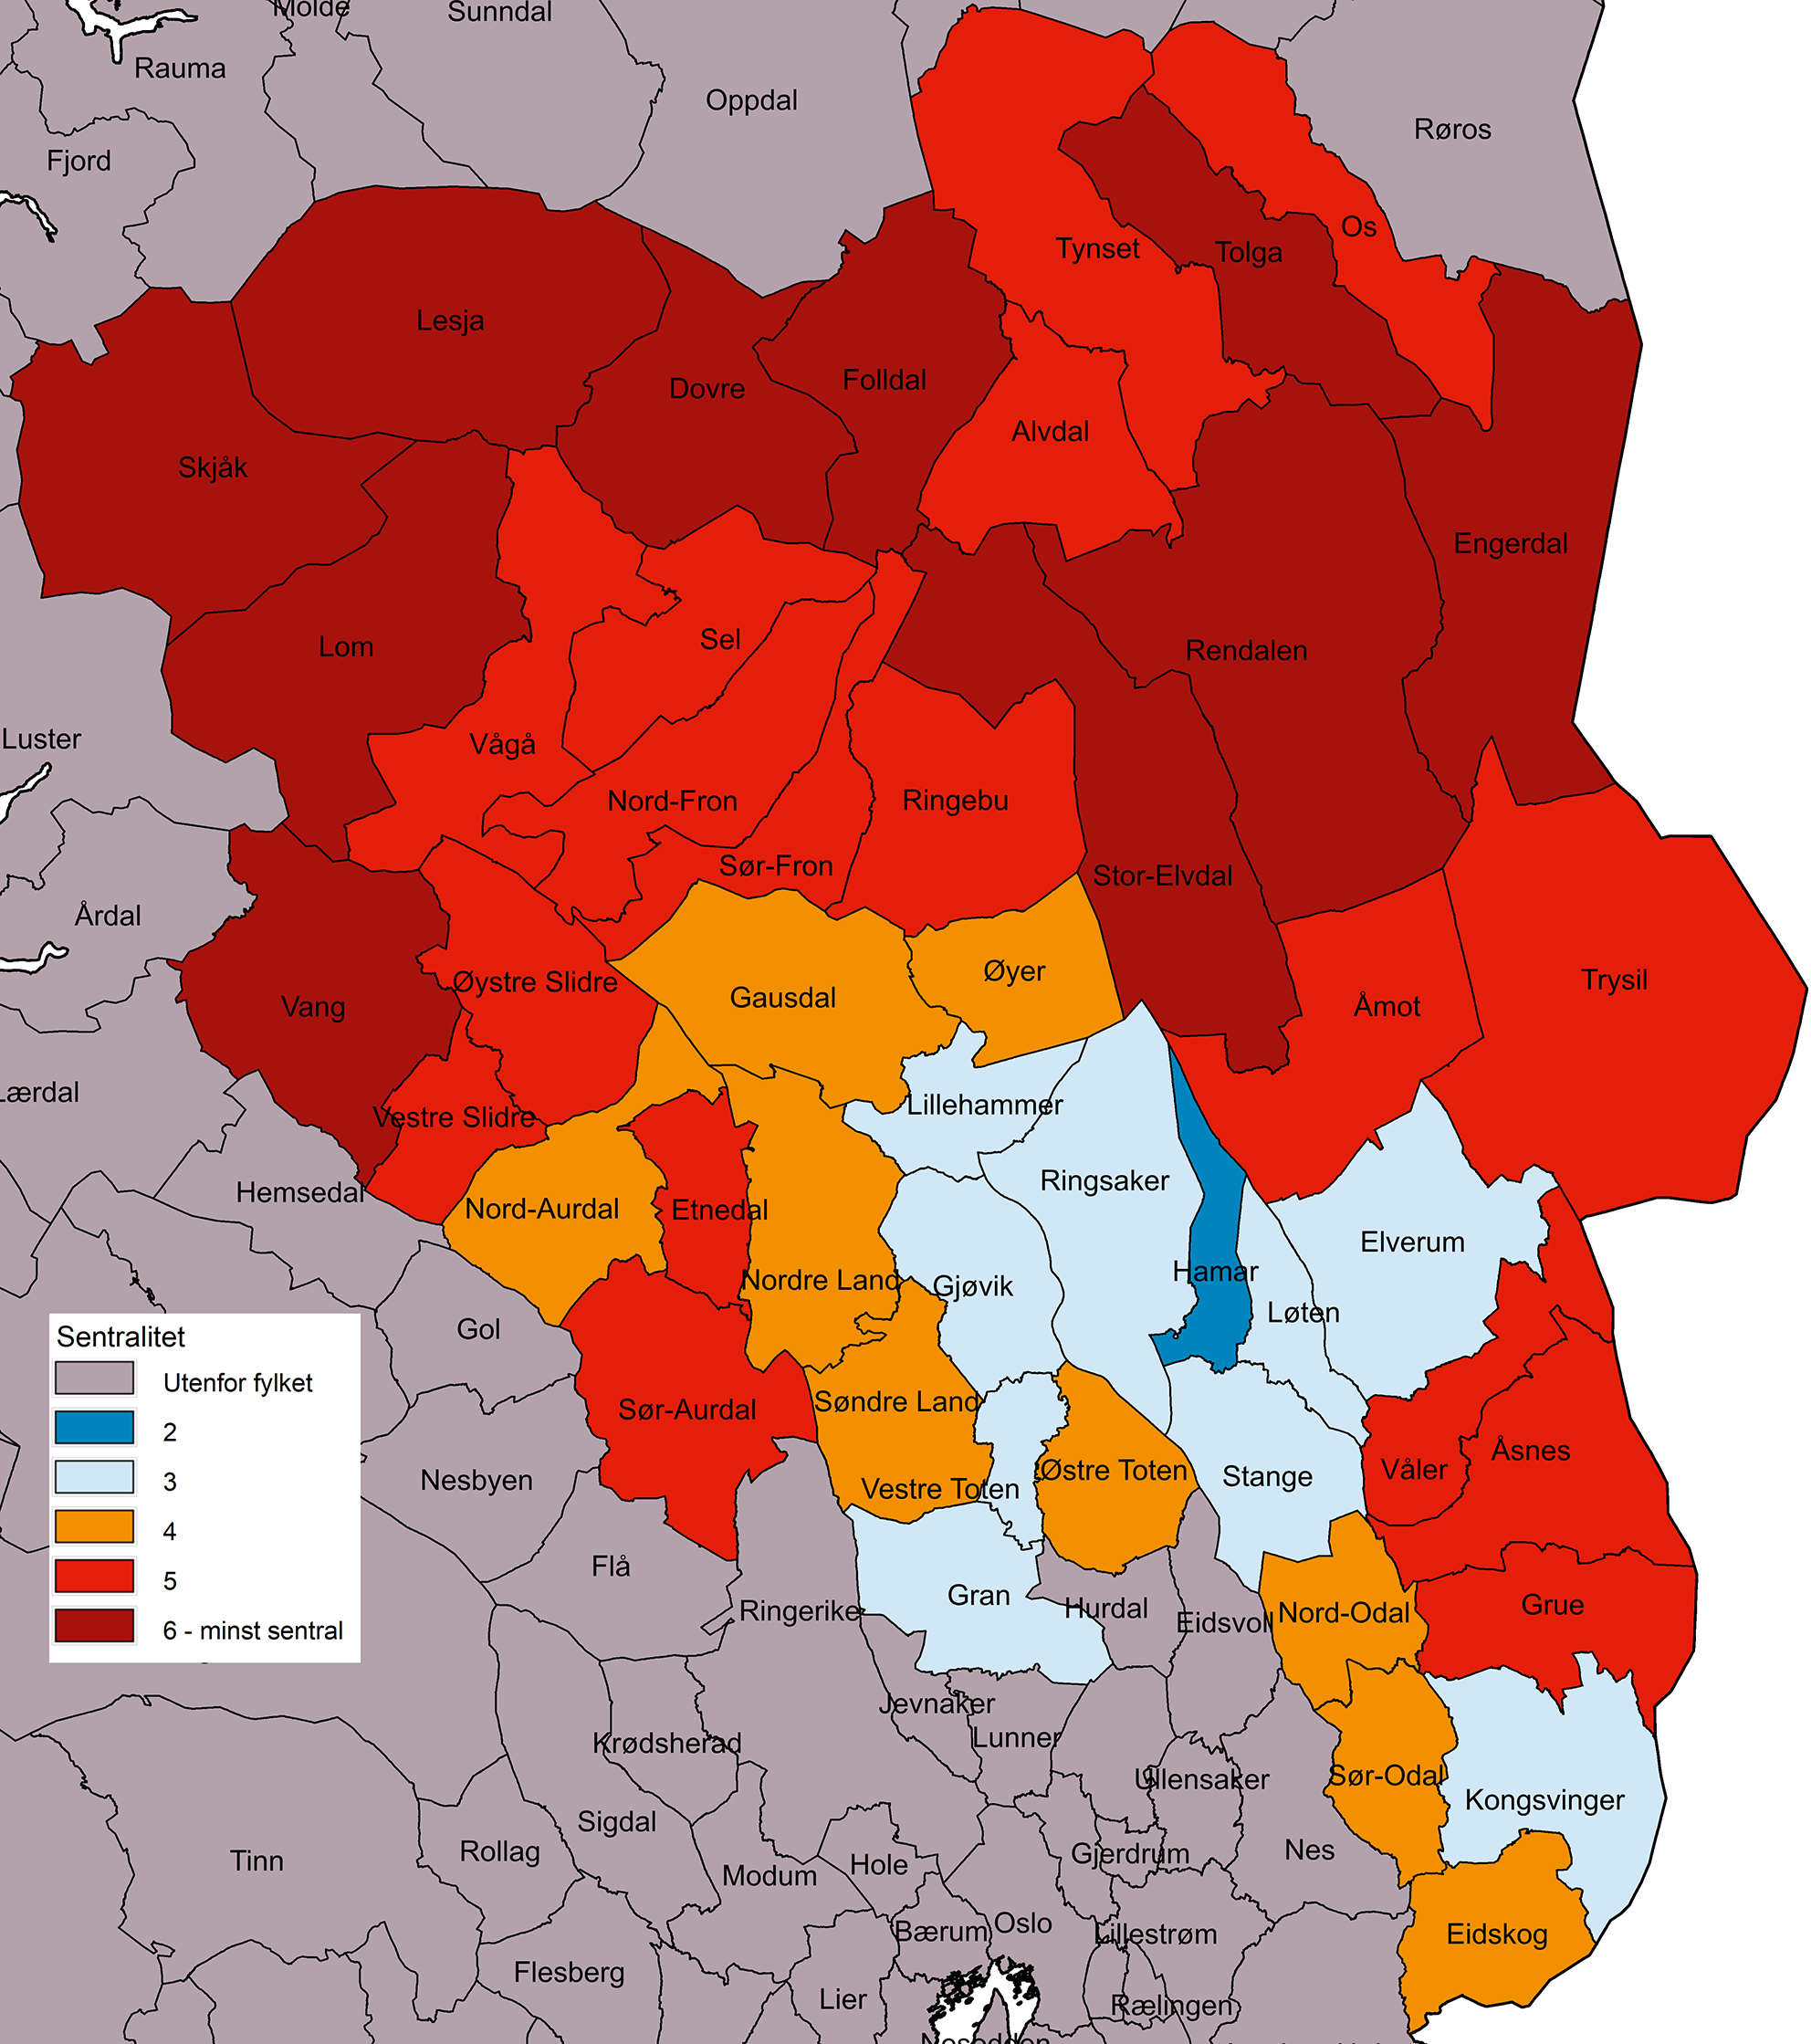 Molde
Sunndal
Rauma
Oppdal
Røros
Fjord
Os
Tynset
Tolga
Lesja
Folldal
Dovre
Alvdal
Skjåk
Engerdal
Sel
Lom
Rendalen
Luster
Vågå
Nord-Fron
Ringebu
Sør-Fron
Stor-Elvdal
Årdal
Øyer
Øystre Slidre
Trysil
Gausdal
Vang
Åmot
Lærdal
Lillehammer
Vestre Slidre
Ringsaker
Hemsedal
Nord-Aurdal
Etnedal
Elverum
Hamar
Nordre Land
Gjøvik
Løten
Gol
Sør-Aurdal
Søndre Land
Åsnes
Østre Toten
Våler
Stange
Nesbyen
Vestre Toten
Flå
Gran
Grue
Hurdal
Ringerike
Nord-Odal
Eidsvoll
Sentralitet
Utenfor fylket
2
3
4
5
6 - minst sentral
Jevnaker
Lunner
Krødsherad
Ullensaker
Sør-Odal
Kongsvinger
Sigdal
Nes
Rollag
Gjerdrum
Tinn
Hole
Modum
Oslo
Bærum
Lillestrøm
Eidskog
Flesberg
Lier
Rælingen
Nesodden